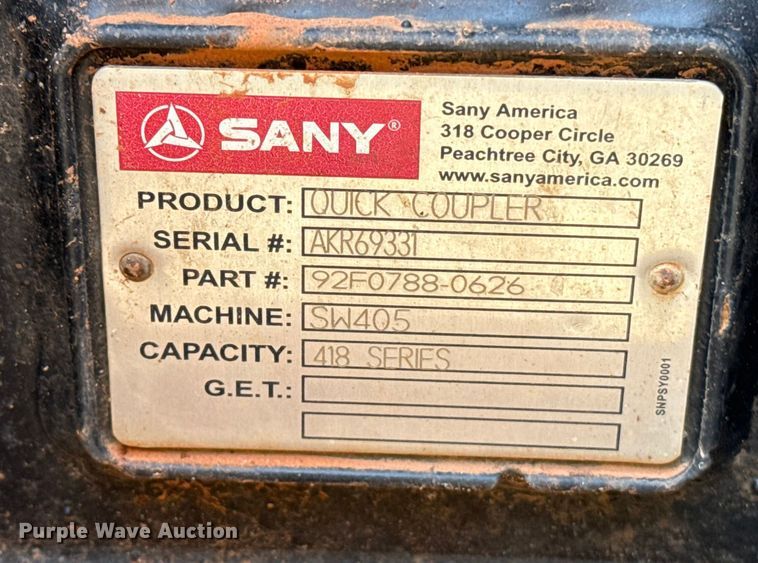 SANY®
Sany America
318 Cooper Circle
Peachtree City, GA 30269
www.sanyamerica.com
PRODUCT: QUICK COUPLER
SERIAL #: AKR69331
PART #: 92F0788-0626
MACHINE: SW405
CAPACITY: 418 SERIES
G.E.T.:
SNPSY0001
Purple Wave Auction